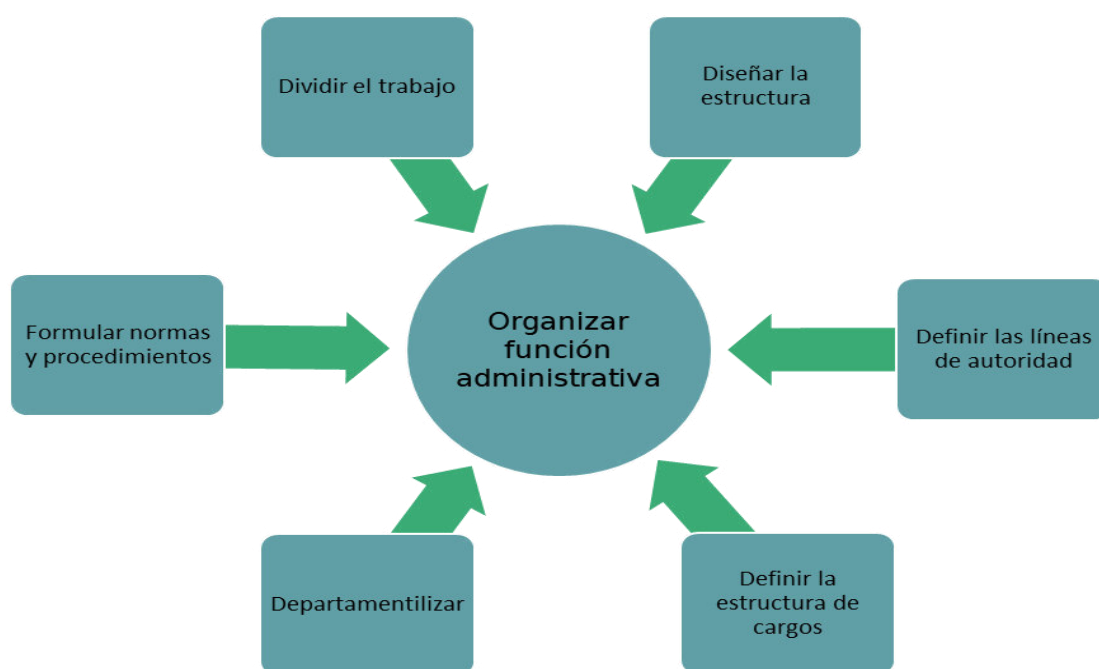 Dividir el trabajo
Diseñar la
estructura
Formular normas
y procedimientos
Organizar
función
administrativa
Definir las líneas
de autoridad
Departamentilizar
Definir la
estructura de
cargos